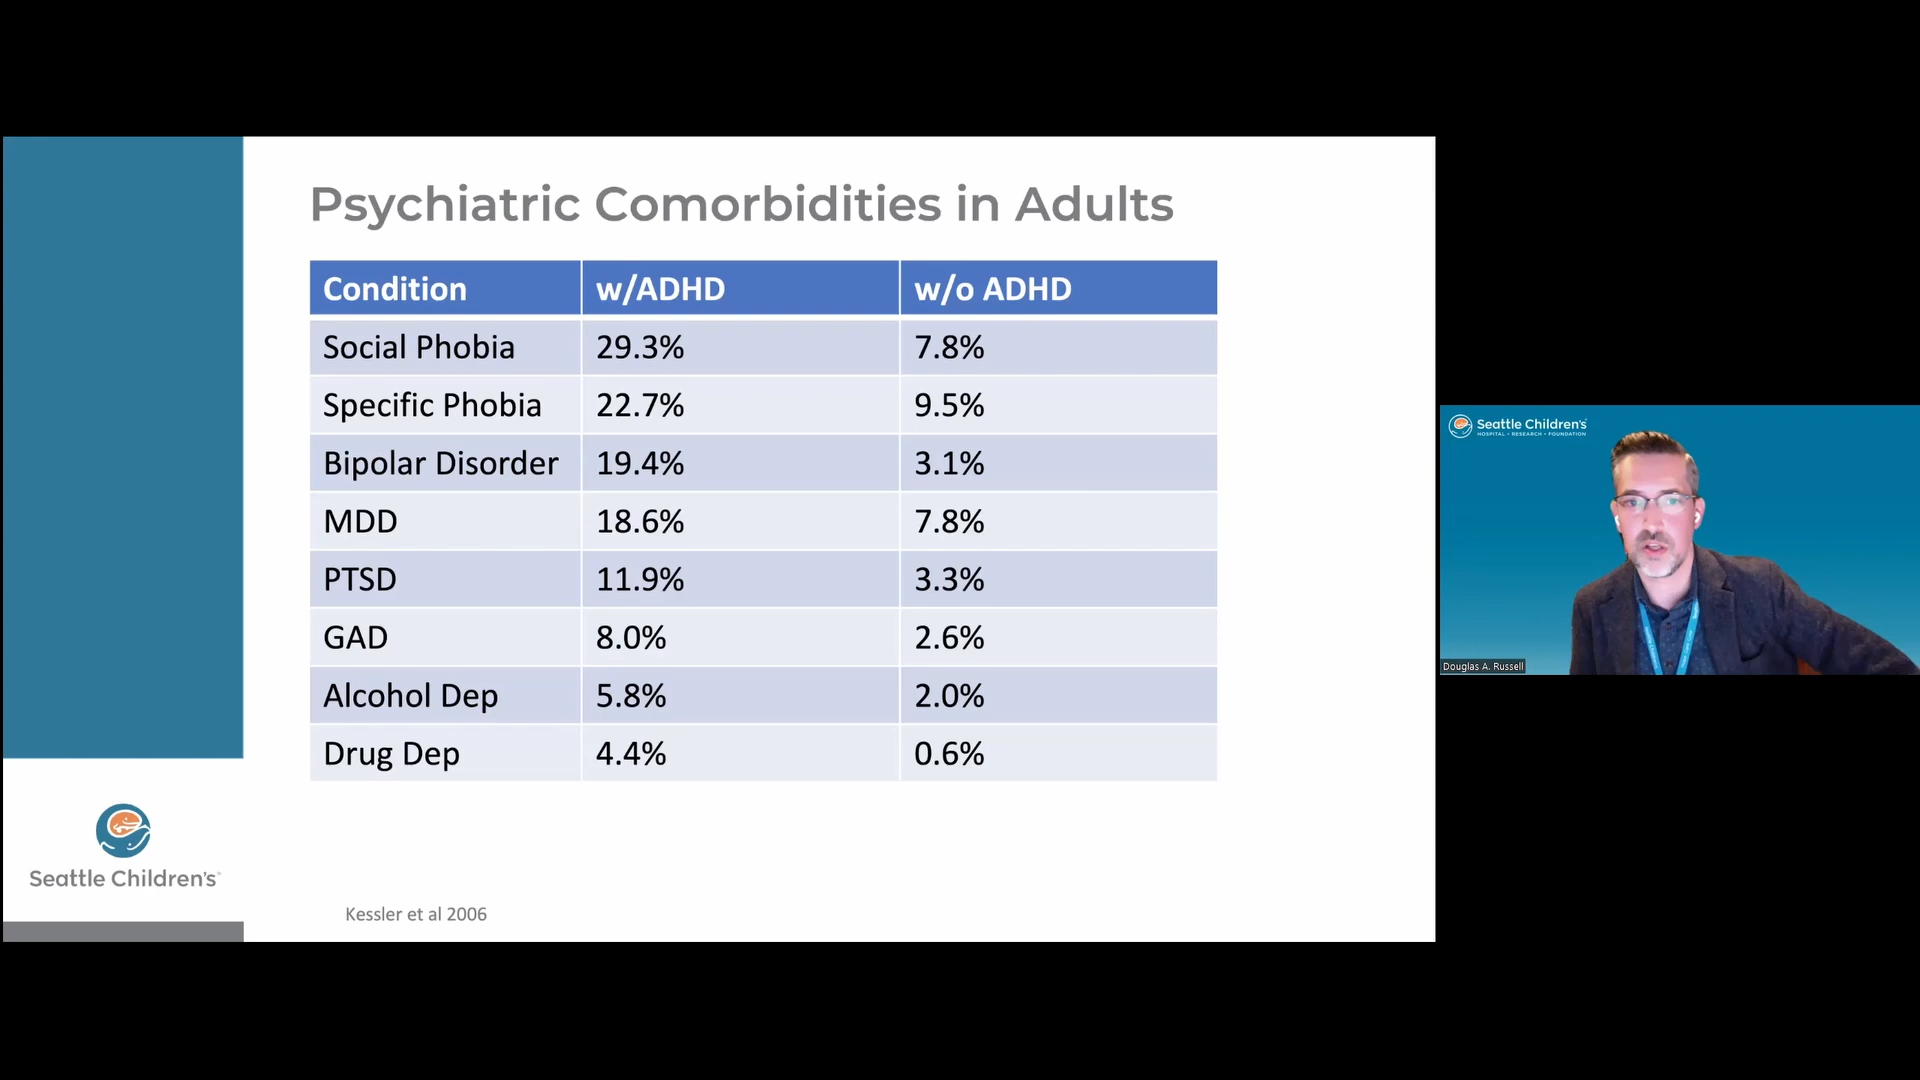 Psychiatric Comorbidities in Adults
Condition w/ADHD w/o ADHD
Social Phobia 29.3% 7.8%
Specific Phobia 22.7% 9.5%
Bipolar Disorder 19.4% 3.1%
MDD 18.6% 7.8%
PTSD 11.9% 3.3%
GAD 8.0% 2.6%
Alcohol Dep 5.8% 2.0%
Drug Dep 4.4% 0.6%
Seattle Children's
Kessler et al 2006
Seattle Children's
HOSPITAL • RESEARCH • FOUNDATION
Douglas A. Russell